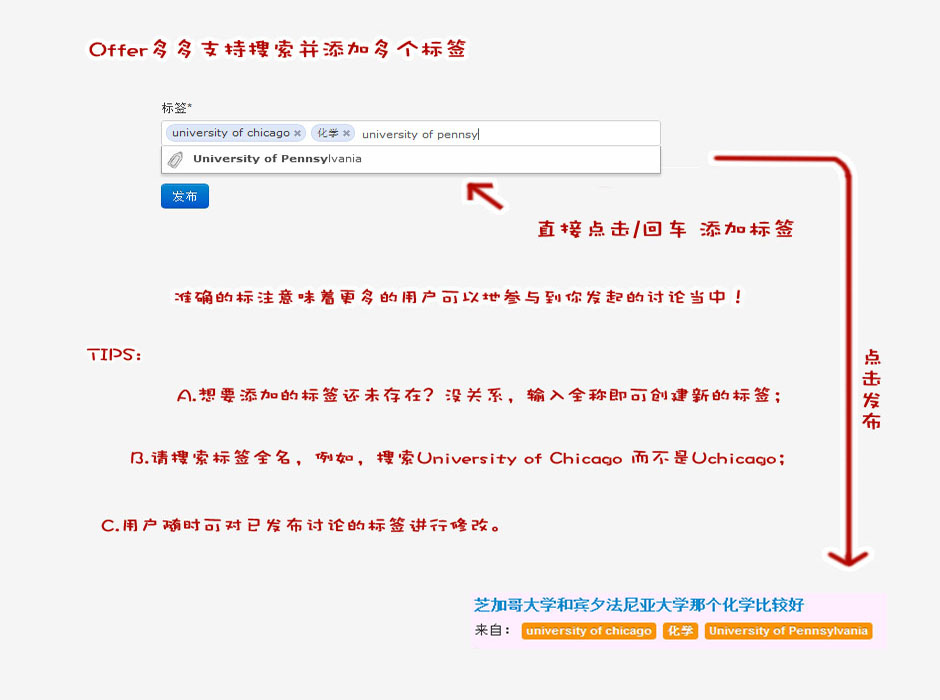 Offer多多支持搜索并添加多个标签
标签*
university of chicago × 化学 × university of pennsy
University of Pennsylvania
发布
直接点击/回车 添加标签
准确的标注意味着更多的用户可以地参与到你发起的讨论当中！
TIPS:
A.想要添加的标签还未存在？没关系，输入全称即可创建新的标签；
点击发布
B.请搜索标签全名，例如，搜索University of Chicago 而不是Uchicago；
C.用户随时可对已发布讨论的标签进行修改。
芝加哥大学和宾夕法尼亚大学那个化学比较好
来自： university of chicago 化学 University of Pennsylvania